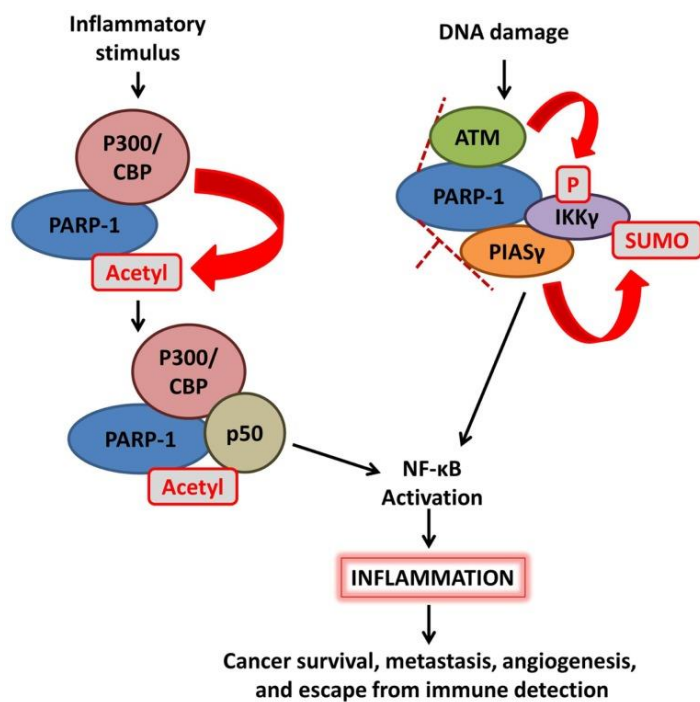 Inflammatory
stimulus
P300/
CBP
PARP-1
Acetyl
P300/
CBP
PARP-1
p50
Acetyl
DNA damage
ATM
PARP-1
P
IKKγ
SUMO
PIASγ
NF-κB
Activation
INFLAMMATION
Cancer survival, metastasis, angiogenesis,
and escape from immune detection